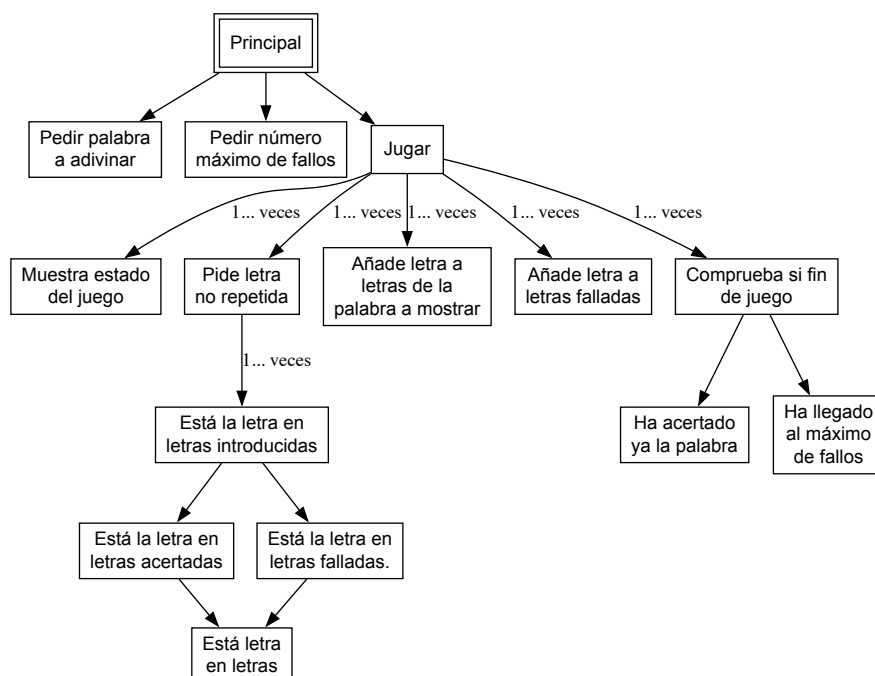 Principal
Pedir palabra
a adivinar
Pedir número
máximo de fallos
Jugar
1... veces
1... veces
1... veces
1... veces
1... veces
Muestra estado
del juego
Pide letra
no repetida
Añade letra a
letras de la
palabra a mostrar
Añade letra a
letras falladas
Comprueba si fin
de juego
1... veces
Está la letra en
letras introducidas
Ha acertado
ya la palabra
Ha llegado
al máximo
de fallos
Está la letra en
letras acertadas
Está la letra en
letras falladas.
Está letra
en letras